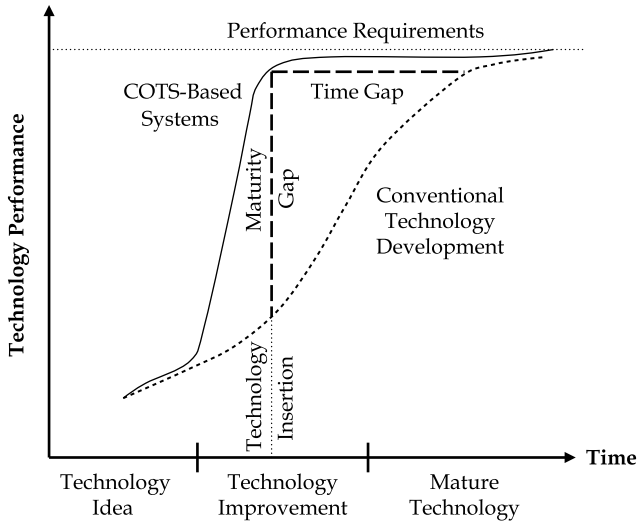 Performance Requirements
COTS-Based
Systems
Time Gap
Maturity
Gap
Conventional
Technology
Development
Technology Performance
Technology
Insertion
Time
Technology
Idea
Technology
Improvement
Mature
Technology